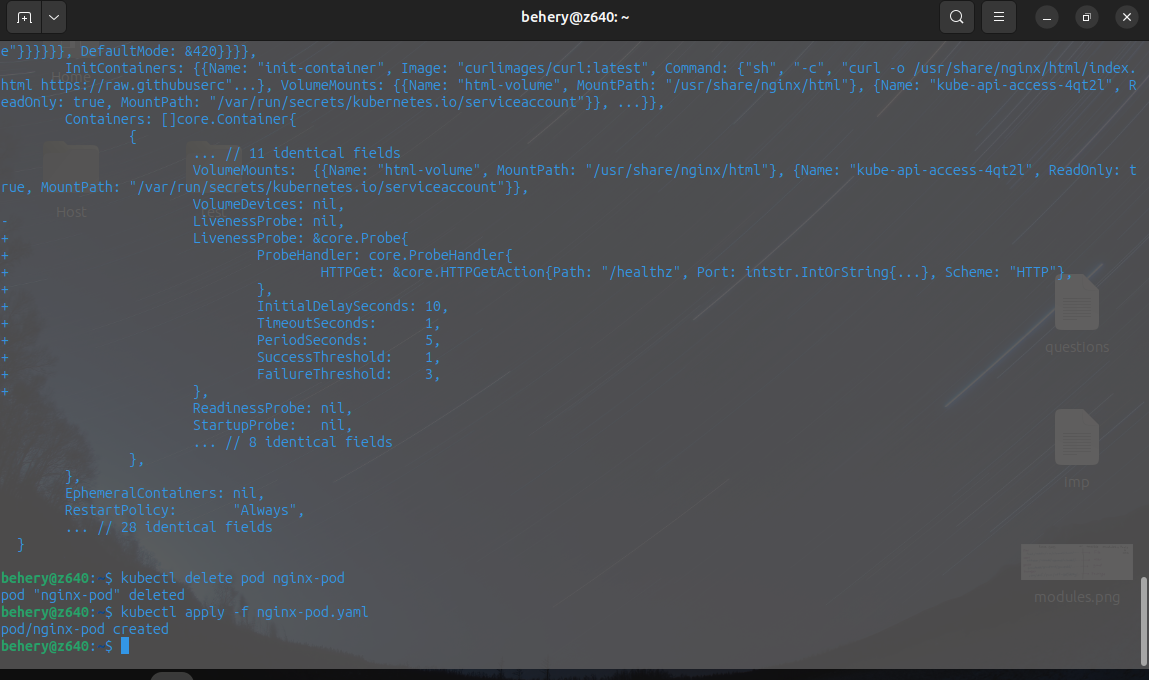 behery@z640: ~
e"}}}}}}, DefaultMode: &420}}}},
InitContainers: {{Name: "init-container", Image: "curlimages/curl:latest", Command: {"sh", "-c", "curl -o /usr/share/nginx/html/index.
html https://raw.githubuserc"...}, VolumeMounts: {{Name: "html-volume", MountPath: "/usr/share/nginx/html"}, {Name: "kube-api-access-4qt2l", R
eadOnly: true, MountPath: "/var/run/secrets/kubernetes.io/serviceaccount"}}, ...}},
Containers: []core.Container{
{
... // 11 identical fields
VolumeMounts:  {{Name: "html-volume", MountPath: "/usr/share/nginx/html"}, {Name: "kube-api-access-4qt2l", ReadOnly: t
rue, MountPath: "/var/run/secrets/kubernetes.io/serviceaccount"}},
VolumeDevices: nil,
- LivenessProbe: nil,
+ LivenessProbe: &core.Probe{
+ ProbeHandler: core.ProbeHandler{
+ HTTPGet: &core.HTTPGetAction{Path: "/healthz", Port: intstr.IntOrString{...}, Scheme: "HTTP"},
+ },
+ InitialDelaySeconds: 10,
+ TimeoutSeconds:      1,
+ PeriodSeconds:       5,
+ SuccessThreshold:    1,
+ FailureThreshold:    3,
+ },
ReadinessProbe: nil,
StartupProbe:   nil,
... // 8 identical fields
},
},
EphemeralContainers: nil,
RestartPolicy:       "Always",
... // 28 identical fields
}
behery@z640:~$ kubectl delete pod nginx-pod
pod "nginx-pod" deleted
behery@z640:~$ kubectl apply -f nginx-pod.yaml
pod/nginx-pod created
behery@z640:~$
Host
test
questions
imp
modules.png